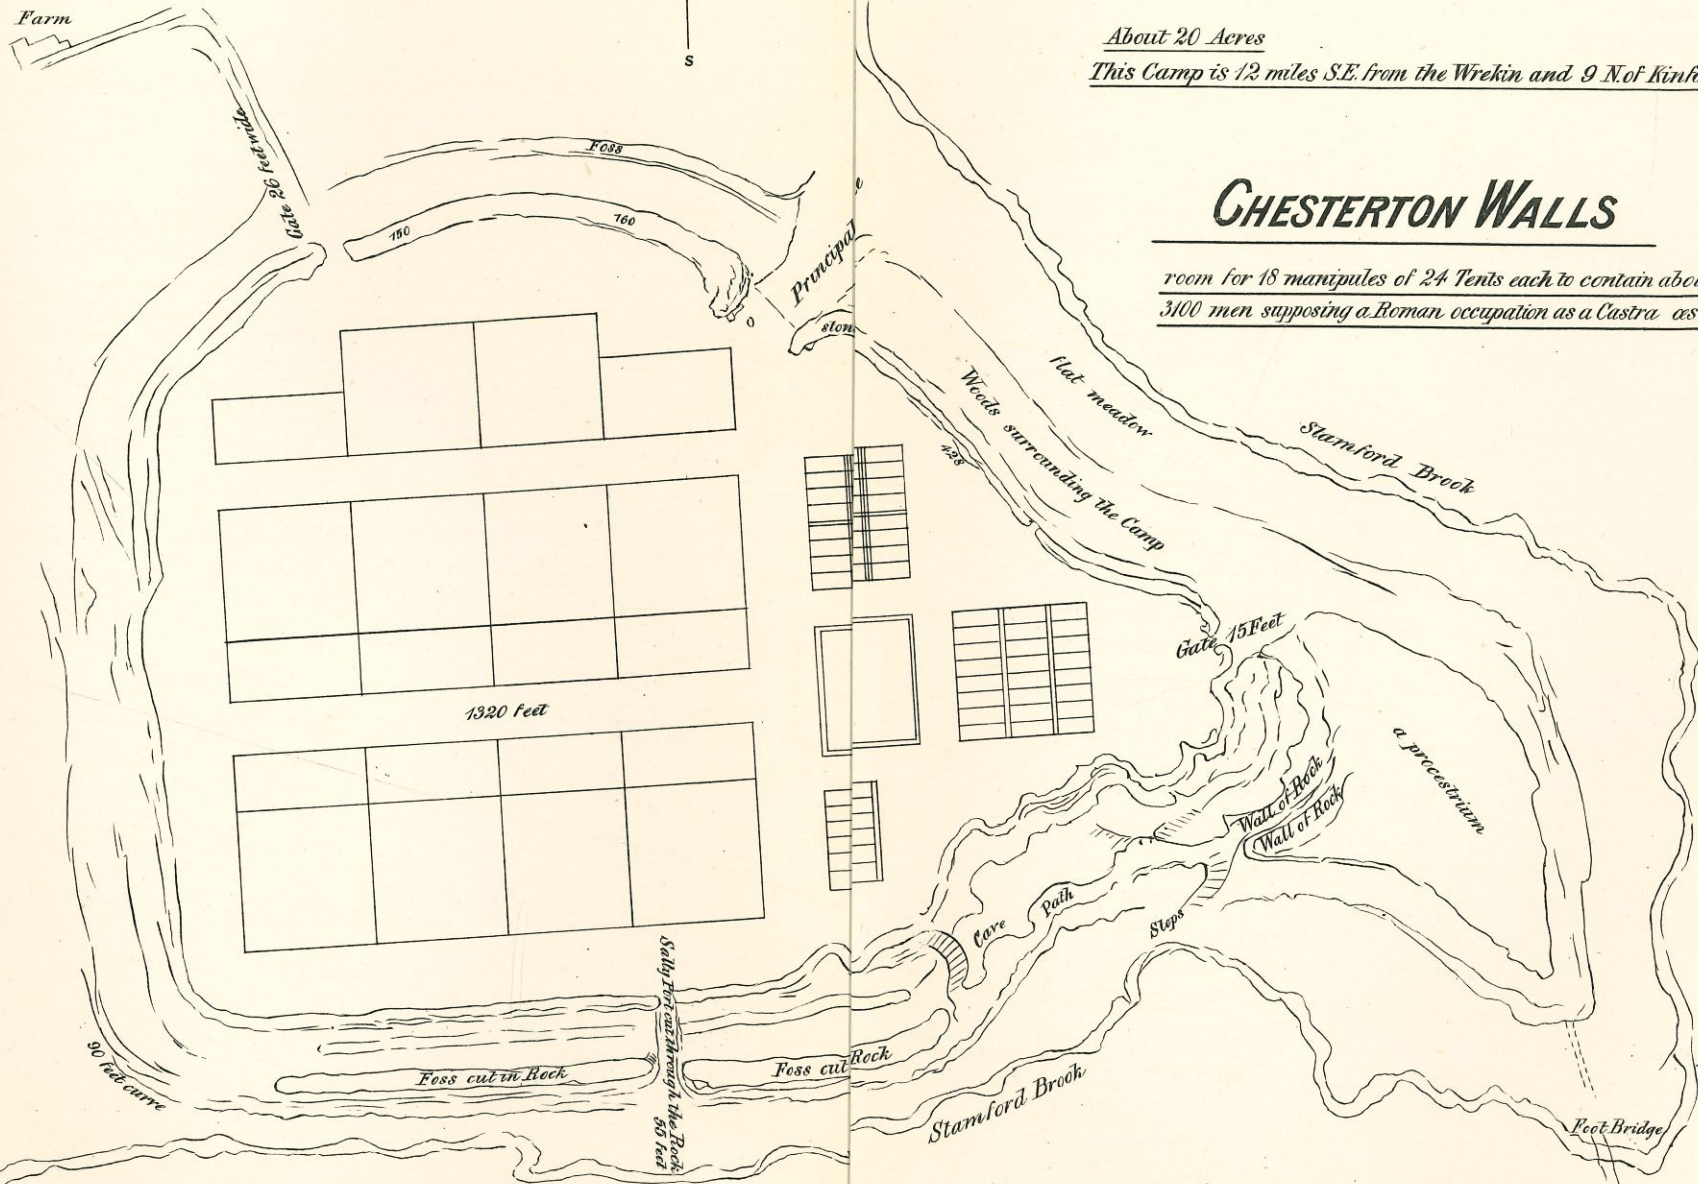 Farm
S
About 20 Acres
This Camp is 12 miles S.E. from the Wrekin and 9 N. of
CHESTERTON WALLS
room for 18 manipules of 24 Tents each to contain
3100 men supposing a Roman occupation as a Castra
Gate 26 feet wide
Foss
150
160
Principal
O
flat meadow
Woods surrounding the Camp
428
Stamford Brook
Gate 15 Feet
1320 feet
a procestrium
Wall of Rock
Wall of Rock
Cave
Path
Steps
Sally Port cut through the Rock
55 feet
90 feet curve
Foss cut in Rock
Foss cut Rock
Stamford Brook
Foot Bridge